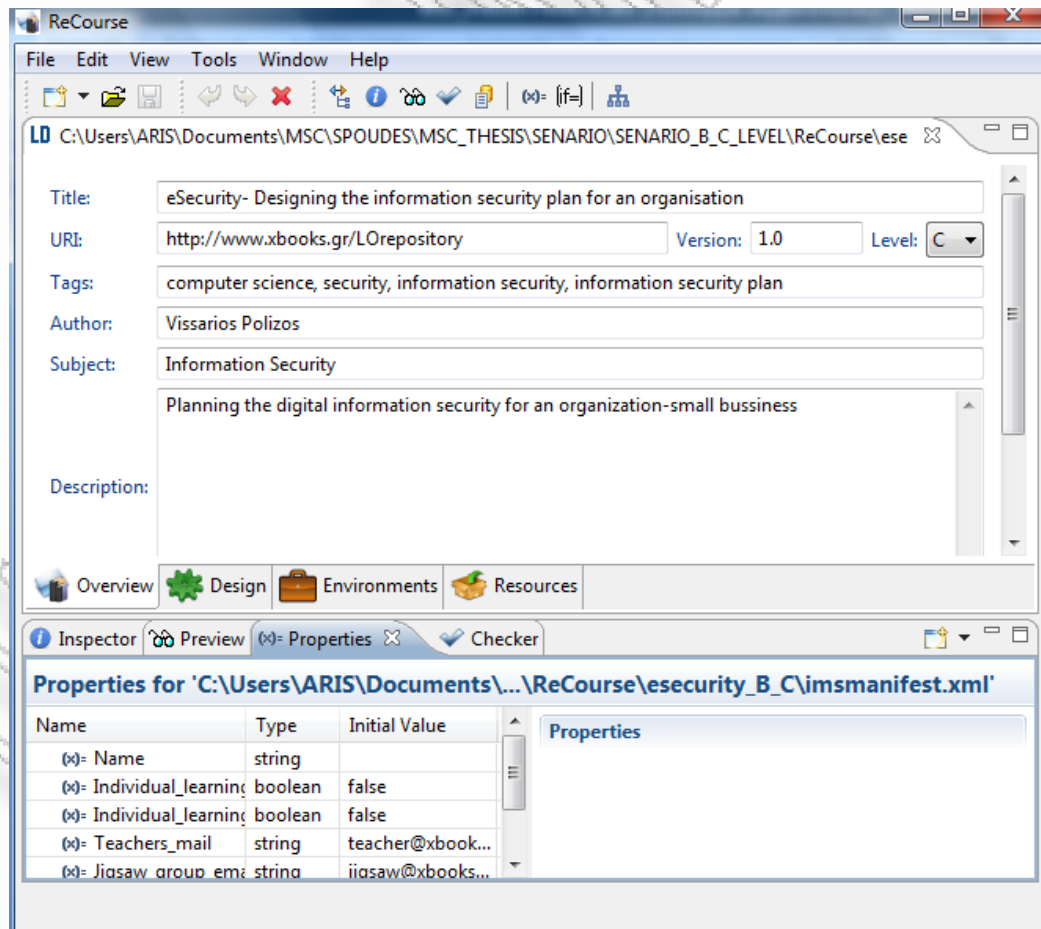 ReCourse
File Edit View Tools Window Help
(x)= (if=)
LD C:\Users\ARIS\Documents\MSC\SPOUDES\MSC_THESIS\SENARIO\SENARIO_B_C_LEVEL\ReCourse\ese
Title: eSecurity- Designing the information security plan for an organisation
URI: http://www.xbooks.gr/LOrepository Version: 1.0 Level: C
Tags: computer science, security, information security, information security plan
Author: Vissarios Polizos
Subject: Information Security
Planning the digital information security for an organization-small bussiness
Description:
Overview Design Environments Resources
Inspector Preview (x)= Properties Checker
Properties for 'C:\Users\ARIS\Documents\...\ReCourse\esecurity_B_C\imsmanifest.xml'
Name Type Initial Value Properties
(x)= Name string
(x)= Individual_learning boolean false
(x)= Individual_learning boolean false
(x)= Teachers_mail string teacher@xbook...
(x)= Jigsaw_group_ema string jigsaw@xbooks...